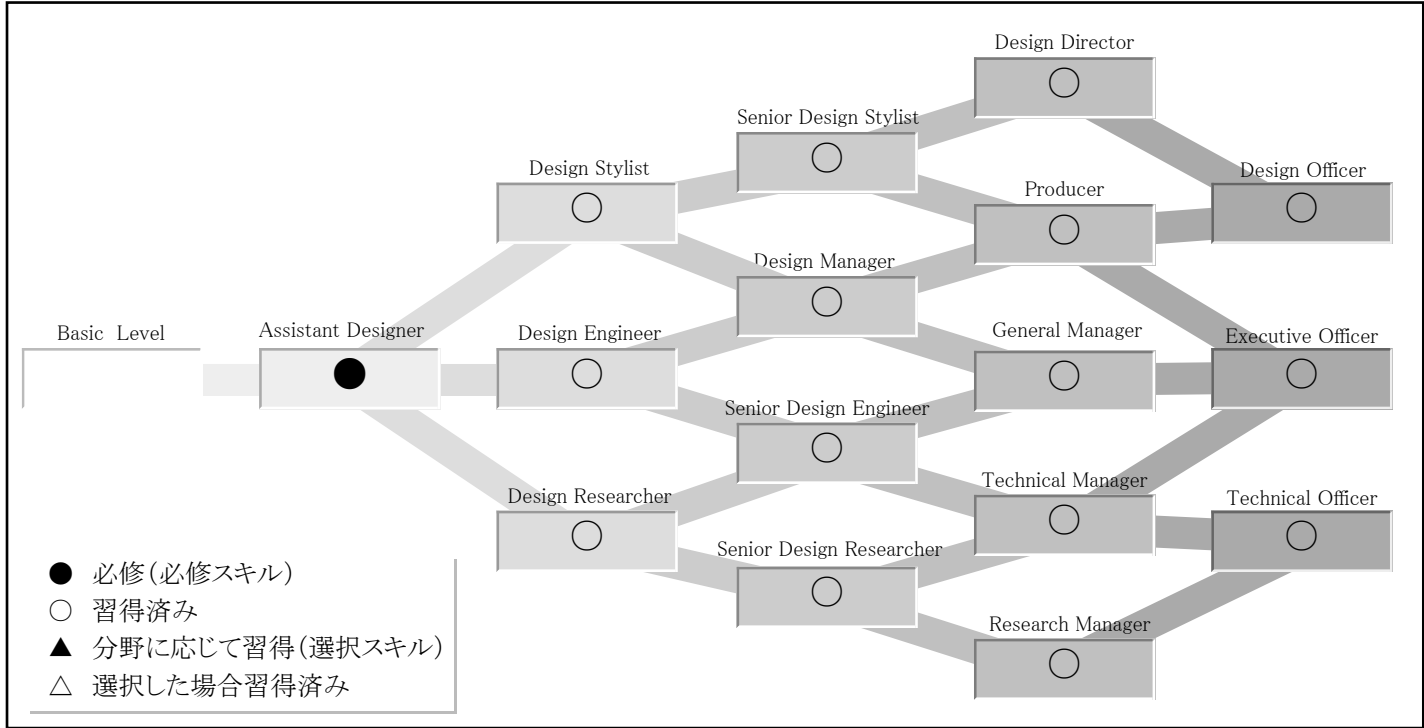 Design Director
Senior Design Stylist
Design Stylist
Producer
Design Officer
Design Manager
Basic Level
Assistant Designer
Design Engineer
General Manager
Executive Officer
Senior Design Engineer
Design Researcher
Technical Manager
Technical Officer
Senior Design Researcher
Research Manager
● 必修(必修スキル)
○ 習得済み
▲ 分野に応じて習得(選択スキル)
△ 選択した場合習得済み